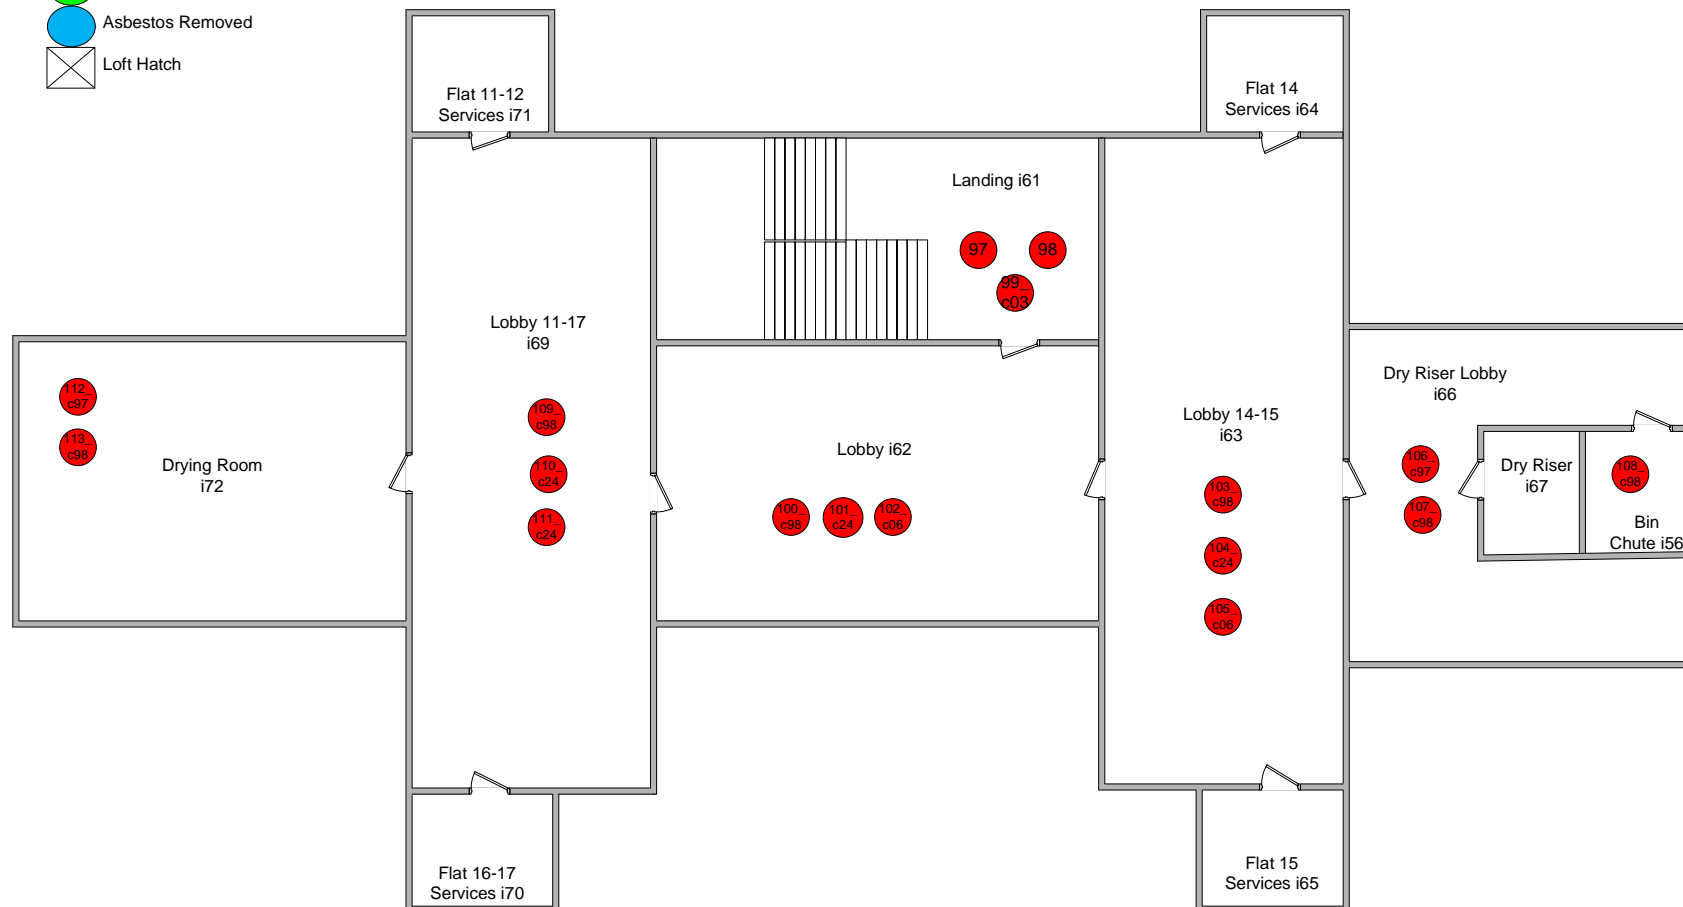 Asbestos Removed
Loft Hatch
Flat 11-12
Services i71
Flat 14
Services i64
Landing i61
97
98
99_
c03
Lobby 11-17
i69
Dry Riser Lobby
i66
112_
c97
113_
c98
Drying Room
i72
109_
c98
110_
c24
111_
c24
Lobby i62
100_
c98
101_
c24
102_
c06
Lobby 14-15
i63
103_
c98
104_
c24
105_
c06
106_
c97
107_
c98
Dry Riser
i67
108_
c98
Bin
Chute i56
Flat 16-17
Services i70
Flat 15
Services i65